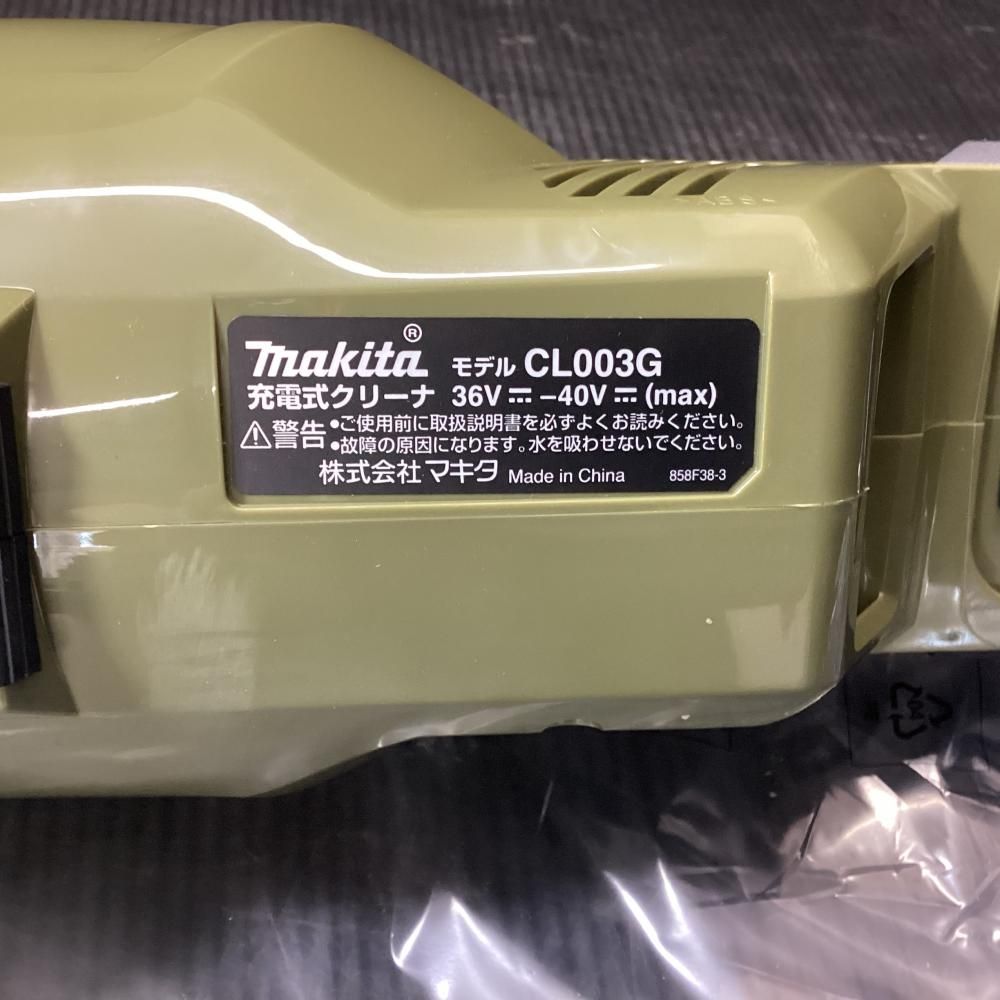 makita® モデル CL003G
充電式クリーナ 36V⎓–40V⎓(max)
⚠警告 •ご使用前に取扱説明書を必ずよくお読みください。
•故障の原因になります。水を吸わせないでください。
株式会社マキタ Made in China 858F38-3
>ABS<